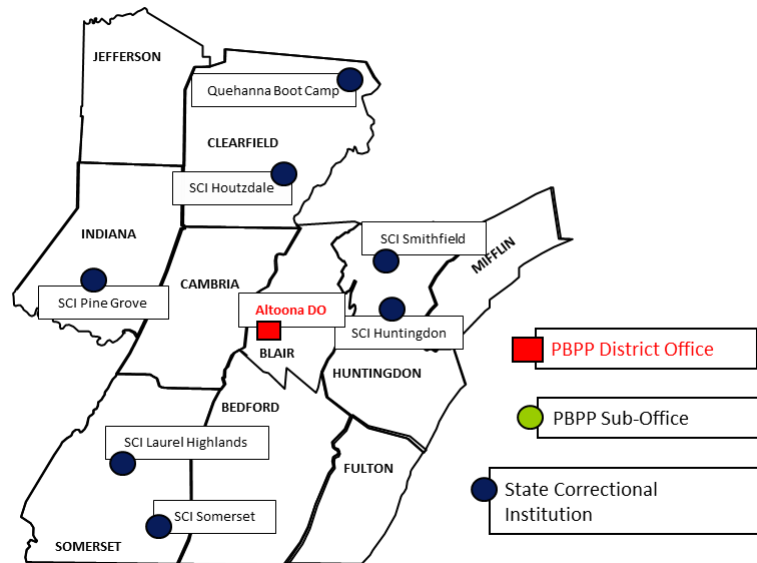 JEFFERSON
Quehanna Boot Camp
CLEARFIELD
SCI Houtzdale
INDIANA
SCI Smithfield
MIFFLIN
CAMBRIA
SCI Pine Grove
Altoona DO
SCI Huntingdon
BLAIR
HUNTINGDON
BEDFORD
SCI Laurel Highlands
FULTON
SCI Somerset
SOMERSET
PBPP District Office
PBPP Sub-Office
State Correctional
Institution